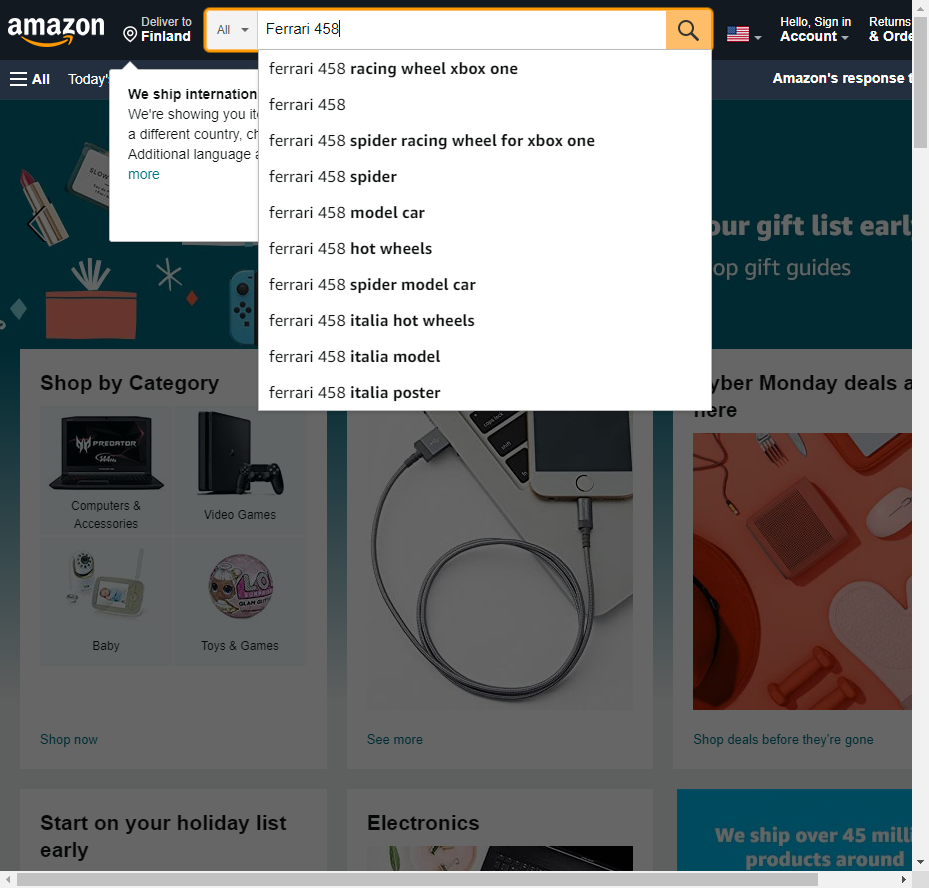 amazon
Deliver to
Finland
All
Ferrari 458
Hello, Sign in
Account
Returns
& Orde
All
Today's
Amazon's response t
We ship internation
We're showing you ite
a different country, ch
Additional language a
more
ferrari 458 racing wheel xbox one
ferrari 458
ferrari 458 spider racing wheel for xbox one
ferrari 458 spider
ferrari 458 model car
ferrari 458 hot wheels
ferrari 458 spider model car
ferrari 458 italia hot wheels
ferrari 458 italia model
ferrari 458 italia poster
our gift list earl
op gift guides
Shop by Category
PREDATOR
Computers &
Accessories
Video Games
Baby
L.O.L
GLAM GLITTER
Toys & Games
Shop now
caps lock
shift
See more
yber Monday deals a
here
Shop deals before they're gone
Start on your holiday list
early
Electronics
We ship over 45 milli
products around